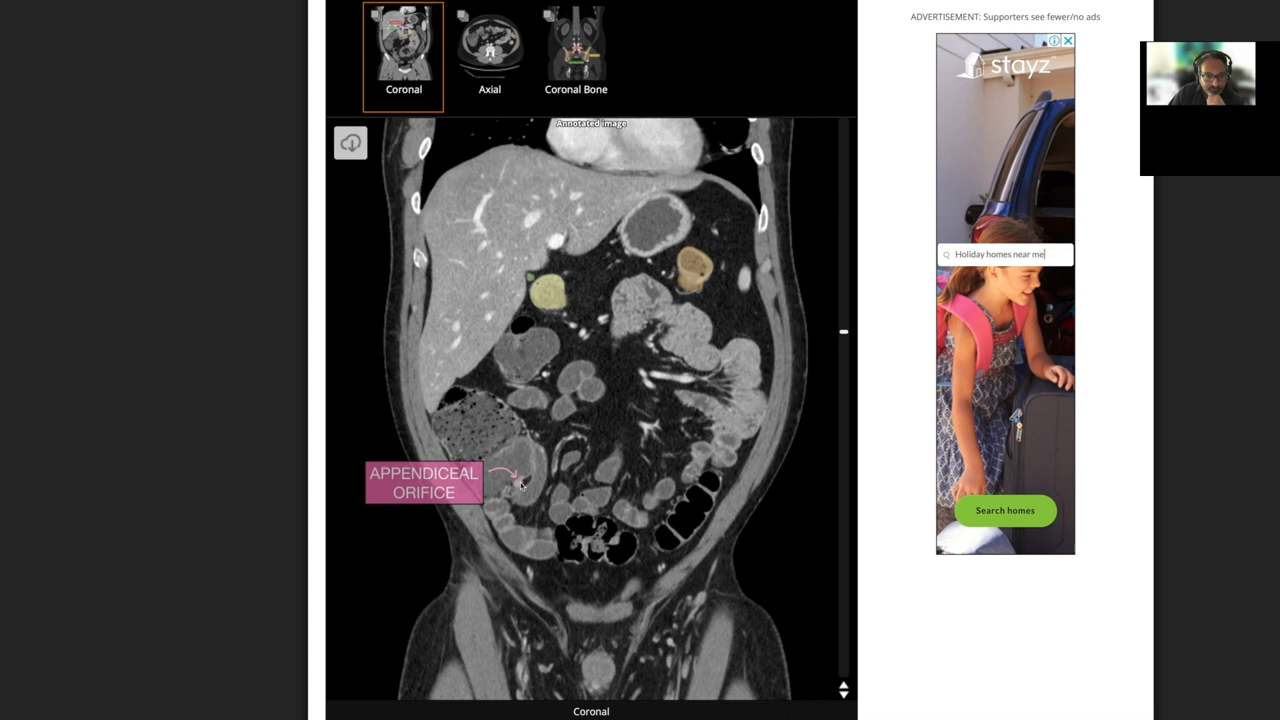 ADVERTISEMENT: Supporters see fewer/no ads
Coronal
Axial
Coronal Bone
Annotated image
stayz
Holiday homes near me
APPENDICEAL
ORIFICE
Search homes
Coronal